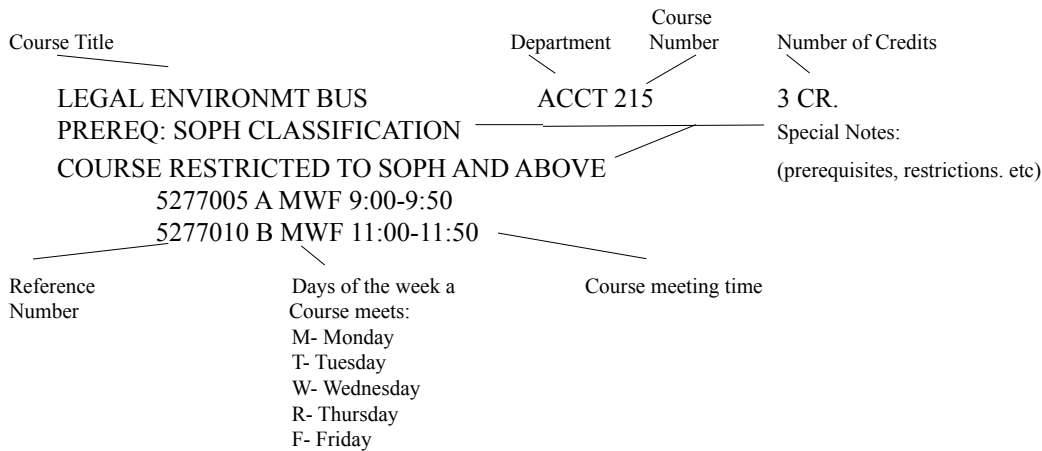 Course
Course Title Department Number Number of Credits
LEGAL ENVIRONMT BUS ACCT 215 3 CR.
PREREQ: SOPH CLASSIFICATION Special Notes:
COURSE RESTRICTED TO SOPH AND ABOVE (prerequisites, restrictions. etc)
5277005 A MWF 9:00-9:50
5277010 B MWF 11:00-11:50
Reference Days of the week a Course meeting time
Number Course meets:
M- Monday
T- Tuesday
W- Wednesday
R- Thursday
F- Friday